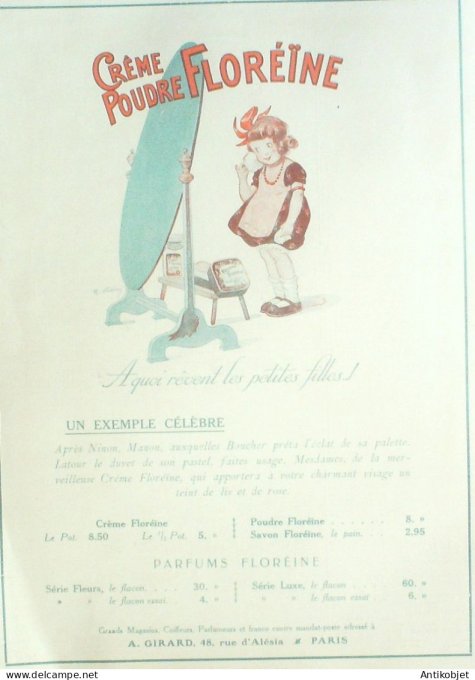 CRÈME
POUDRE FLORÉÏNE
A quoi rêvent les petites filles..!
UN EXEMPLE CÉLÈBRE
Après Ninon, Manon, auxquelles Boucher prêta l'éclat de sa palette,
Latour le duvet de son pastel, faites usage, Mesdames, de la mer-
veilleuse Crème Floréïne, qui apportera à votre charmant visage un
teint de lis et de rose.
Crème Floréïne
Le Pot. 8.50 Le ½ Pot. 5. »
Poudre Floréïne . . . . . . 8. »
Savon Floréïne, le pain. . . . 2.95
PARFUMS FLORÉÏNE
Série Fleurs, le flacon. . . . . 30. »
» » le flacon essai . . 4. »
Série Luxe, le flacon . . . . . 60. »
» » le flacon essai . . 6. »
Grands Magasins, Coiffeurs, Parfumeurs et franco contre mandat-poste adressé à
A. GIRARD, 48, rue d'Alésia PARIS
© Antikobjet